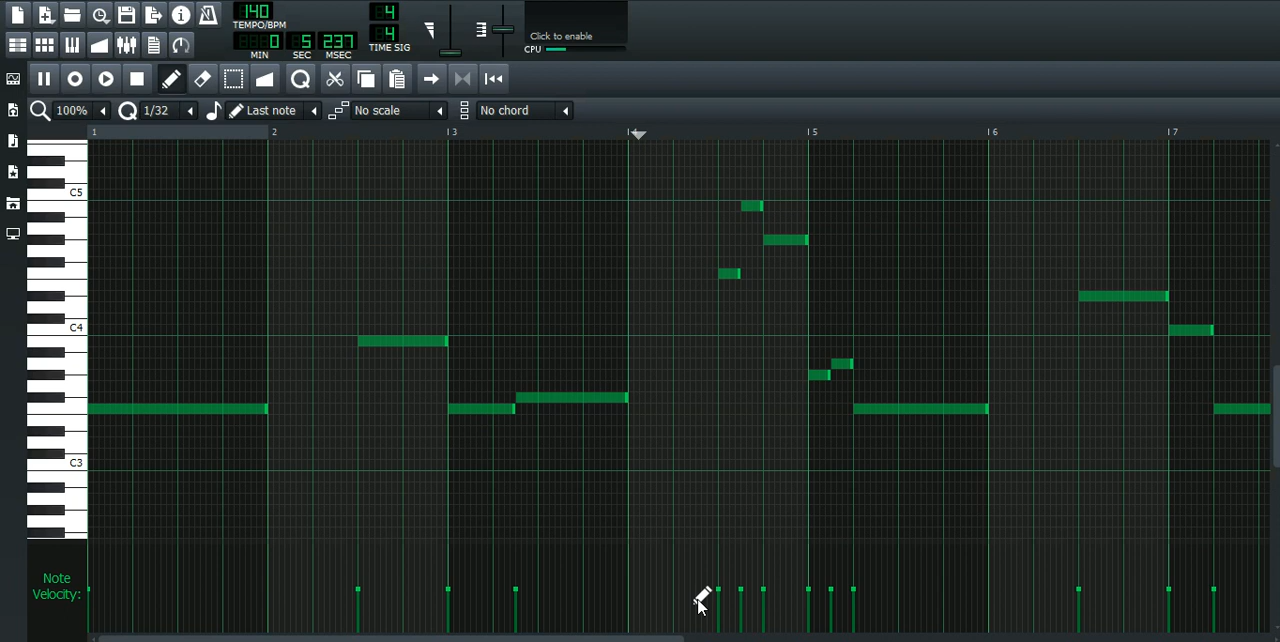 140
TEMPO/BPM
0 5 237
MIN SEC MSEC
4
4
TIME SIG
Click to enable
CPU
100% 1/32 Last note No scale No chord
1 2 3 4 5 6 7
C5
C4
C3
Note
Velocity: